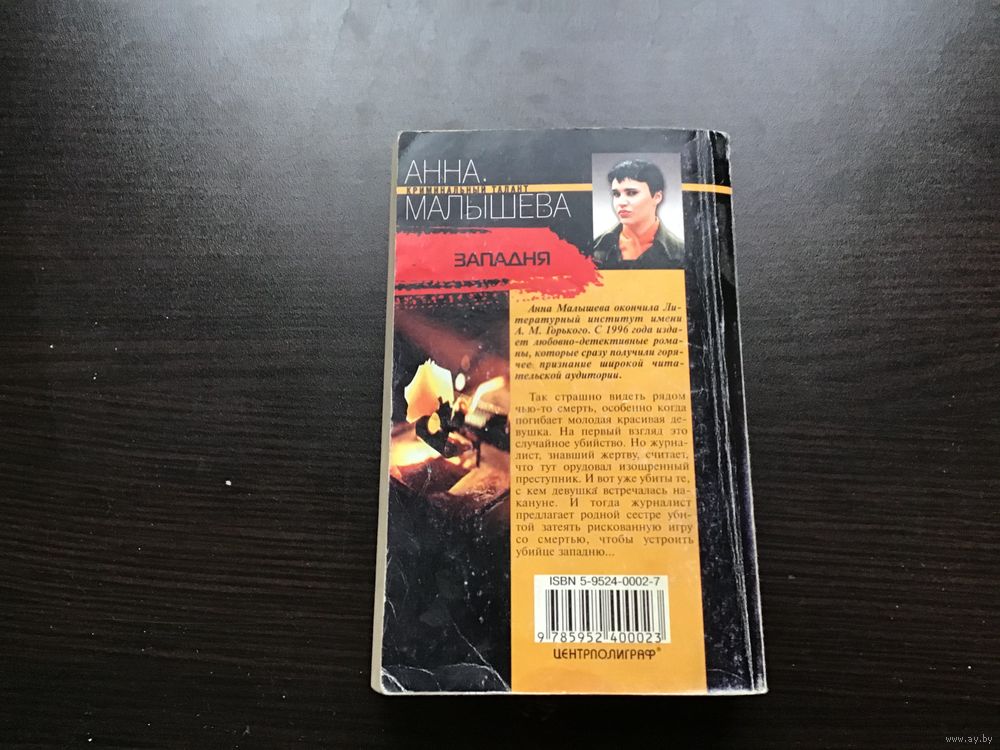 АННА
КРИМИНАЛЬНЫЙ ТАЛАНТ
МАЛЫШЕВА
ЗАПАДНЯ
Анна Малышева окончила Ли-
тературный институт имени
А. М. Горького. С 1996 года изда-
ет любовно-детективные рома-
ны, которые сразу получили горя-
чее признание широкой чита-
тельской аудитории.
Так страшно видеть рядом
чью-то смерть, особенно когда
погибает молодая красивая де-
вушка. На первый взгляд это
случайное убийство. Но журна-
лист, знавший жертву, считает,
что тут орудовал изощренный
преступник. И вот уже убиты те,
с кем девушка встречалась на-
кануне. И тогда журналист
предлагает родной сестре уби-
той затеять рискованную игру
со смертью, чтобы устроить
убийце западню...
ISBN 5-9524-0002-7
9 785952 400023
ЦЕНТРПОЛИГРАФ®
www.ay.by